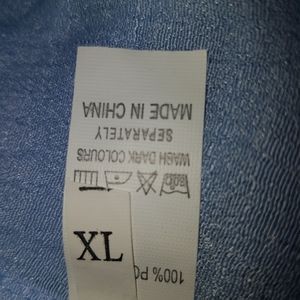 100% PO
WASH DARK COLOURS
SEPARATELY
MADE IN CHINA
XL